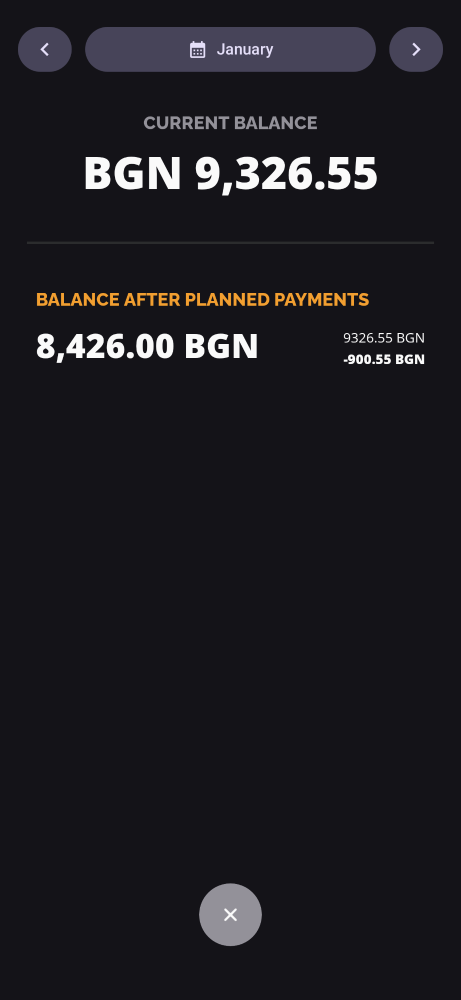 January
CURRENT BALANCE
BGN 9,326.55
BALANCE AFTER PLANNED PAYMENTS
8,426.00 BGN
9326.55 BGN
-900.55 BGN